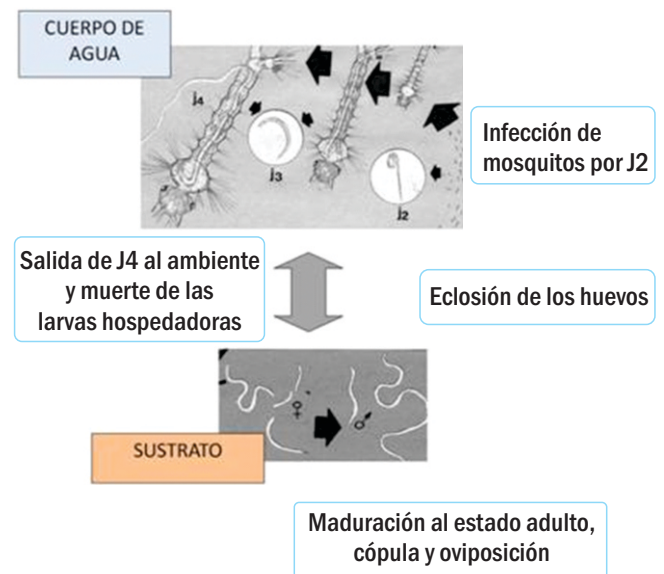 CUERPO DE
AGUA
j4
j3
j2
Infección de
mosquitos por J2
Salida de J4 al ambiente
y muerte de las
larvas hospedadoras
Eclosión de los huevos
♀
♂
SUSTRATO
Maduración al estado adulto,
cópula y oviposición